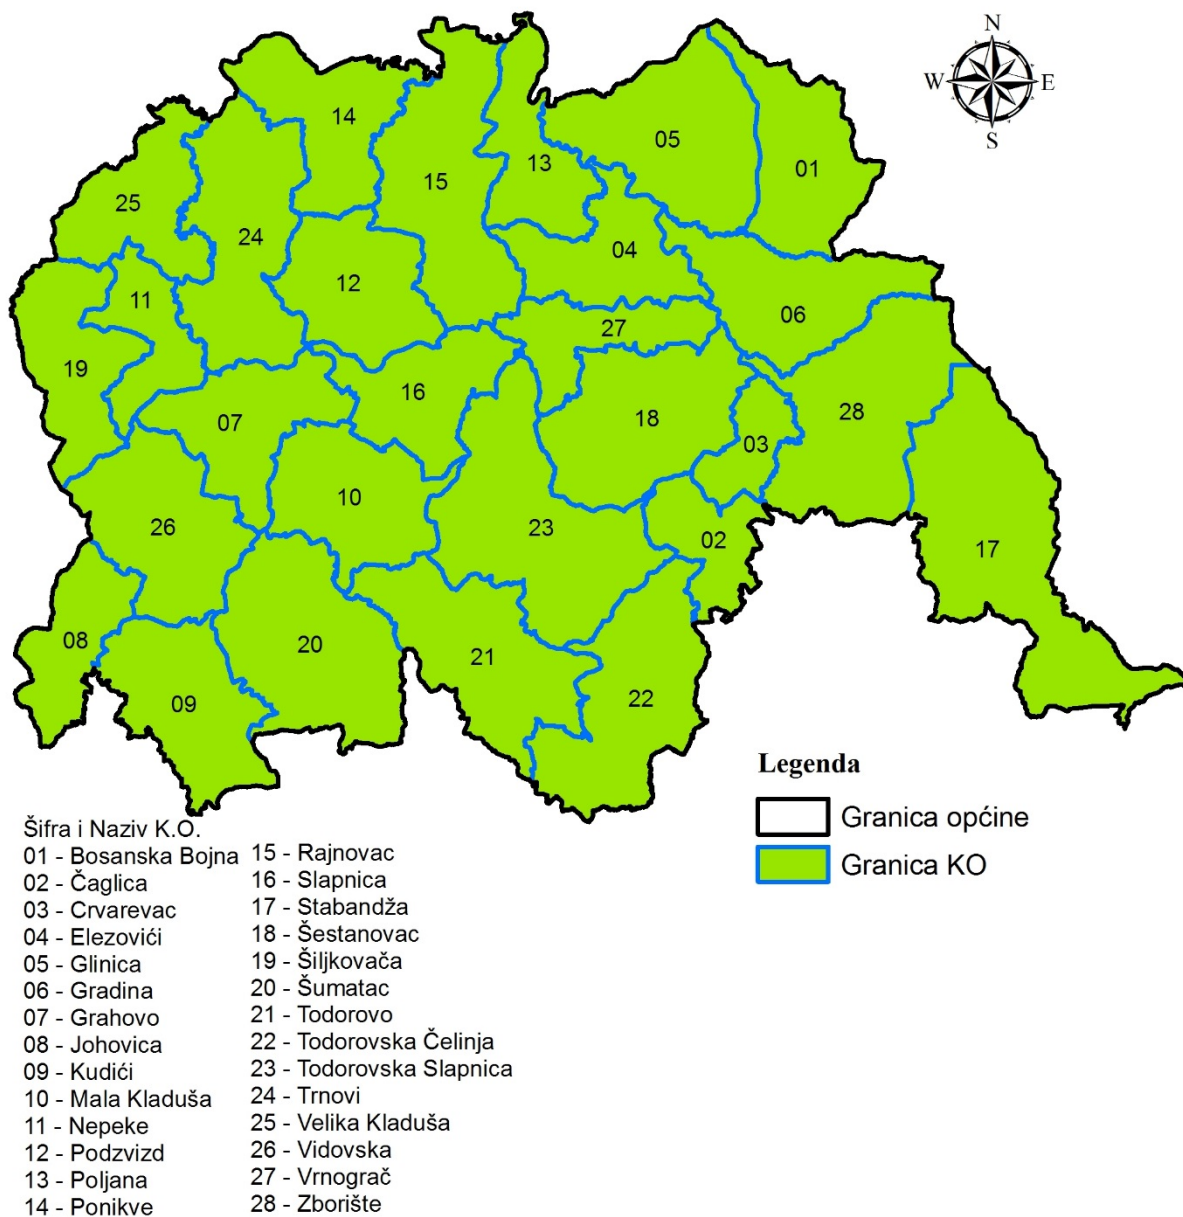 N
W E
S
14
05
13
01
15
25
24
04
12
11
06
27
19
16
28
07
18
03
10
26
23
02
17
08
20
21
22
09
Legenda
Granica općine
Granica KO
Šifra i Naziv K.O.
01 - Bosanska Bojna
02 - Čaglica
03 - Crvarevac
04 - Elezovići
05 - Glinica
06 - Gradina
07 - Grahovo
08 - Johovica
09 - Kudići
10 - Mala Kladuša
11 - Nepeke
12 - Podzvizd
13 - Poljana
14 - Ponikve
15 - Rajnovac
16 - Slapnica
17 - Stabandža
18 - Šestanovac
19 - Šiljkovača
20 - Šumatac
21 - Todorovo
22 - Todorovska Čelinja
23 - Todorovska Slapnica
24 - Trnovi
25 - Velika Kladuša
26 - Vidovska
27 - Vrnograč
28 - Zborište